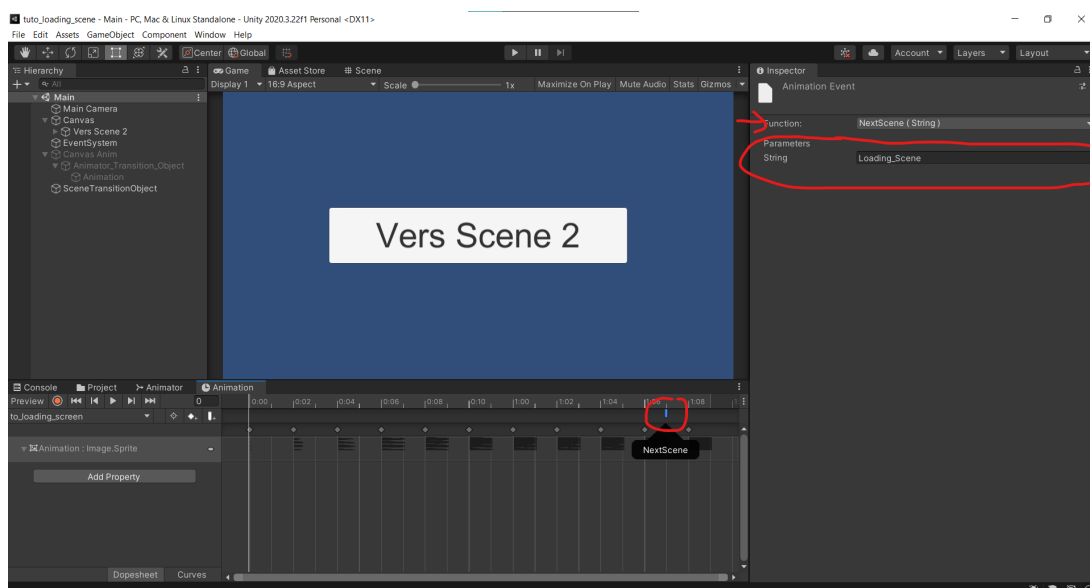 tuto_loading_scene - Main - PC, Mac & Linux Standalone - Unity 2020.3.22f1 Personal <DX11>
File Edit Assets GameObject Component Window Help
Center Global Account Layers Layout
Hierarchy
All
Main
Main Camera
Canvas
Vers Scene 2
EventSystem
Canvas Anim
Animator_Transition_Object
Animation
SceneTransitionObject
Game Asset Store Scene
Display 1 16:9 Aspect Scale 1x Maximize On Play Mute Audio Stats Gizmos
Vers Scene 2
Inspector
Animation Event
Function: NextScene ( String )
Parameters
String Loading_Scene
Console Project Animator Animation
Preview 0 0:00 0:02 0:04 0:06 0:08 0:10 1:00 1:02 1:04 1:06 1:08
to_loading_screen
Animation : Image.Sprite
NextScene
Add Property
Dopesheet Curves